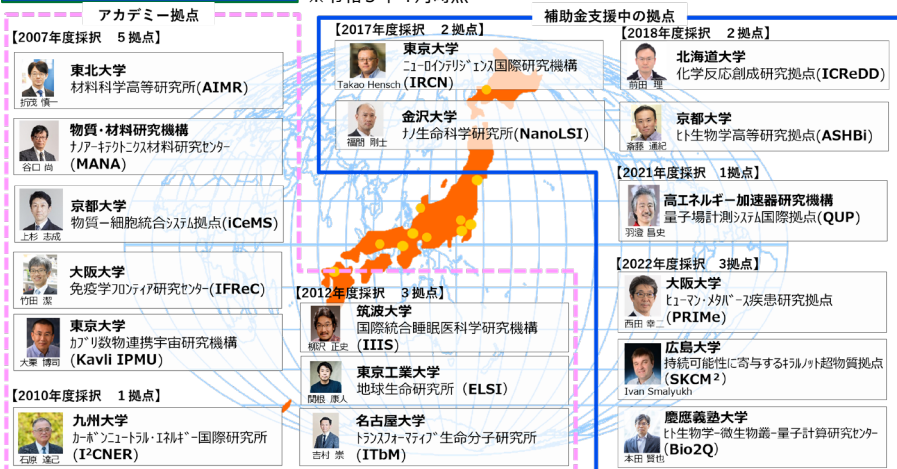 アカデミー拠点
【2007年度採択 5拠点】
東北大学
材料科学高等研究所(AIMR)
折茂 慎一
物質・材料研究機構
ﾅﾉｱｰｷﾃｸﾄﾆｸｽ材料研究ｾﾝﾀｰ
(MANA)
谷口 尚
京都大学
物質ー細胞統合ｼｽﾃﾑ拠点(iCeMS)
上杉 志成
大阪大学
免疫学ﾌﾛﾝﾃｨｱ研究ｾﾝﾀｰ(IFReC)
竹田 潔
東京大学
ｶﾌﾞﾘ数物連携宇宙研究機構
(Kavli IPMU)
大栗 博司
【2010年度採択 1拠点】
九州大学
ｶｰﾎﾞﾝﾆｭｰﾄﾗﾙ・ｴﾈﾙｷﾞｰ国際研究所
(I²CNER)
石原 達己
【2012年度採択 3拠点】
筑波大学
国際統合睡眠医科学研究機構
(IIIS)
柳沢 正史
東京工業大学
地球生命研究所（ELSI)
関根 康人
名古屋大学
ﾄﾗﾝｽﾌｫｰﾏﾃｨﾌﾞ生命分子研究所
(ITbM)
吉村 崇
補助金支援中の拠点
【2017年度採択 2拠点】
東京大学
ﾆｭｰﾛｲﾝﾃﾘｼﾞｪﾝｽ国際研究機構
(IRCN)
Takao Hensch
金沢大学
ﾅﾉ生命科学研究所(NanoLSI)
福間 剛士
【2018年度採択 2拠点】
北海道大学
化学反応創成研究拠点(ICReDD)
前田 理
京都大学
ﾋﾄ生物学高等研究拠点(ASHBi)
斎藤 通紀
【2021年度採択 1拠点】
高エネルギー加速器研究機構
量子場計測ｼｽﾃﾑ国際拠点(QUP)
羽澄 昌史
【2022年度採択 3拠点】
大阪大学
ﾋｭｰﾏﾝ・ﾒﾀﾊﾞｰｽ疾患研究拠点
(PRIMe)
西田 幸二
広島大学
持続可能性に寄与するｷﾗﾙﾉｯﾄ超物質拠点
(SKCM²)
Ivan Smalyukh
慶應義塾大学
ﾋﾄ生物学ｰ微生物叢ｰ量子計算研究ｾﾝﾀｰ
(Bio2Q)
本田 賢也